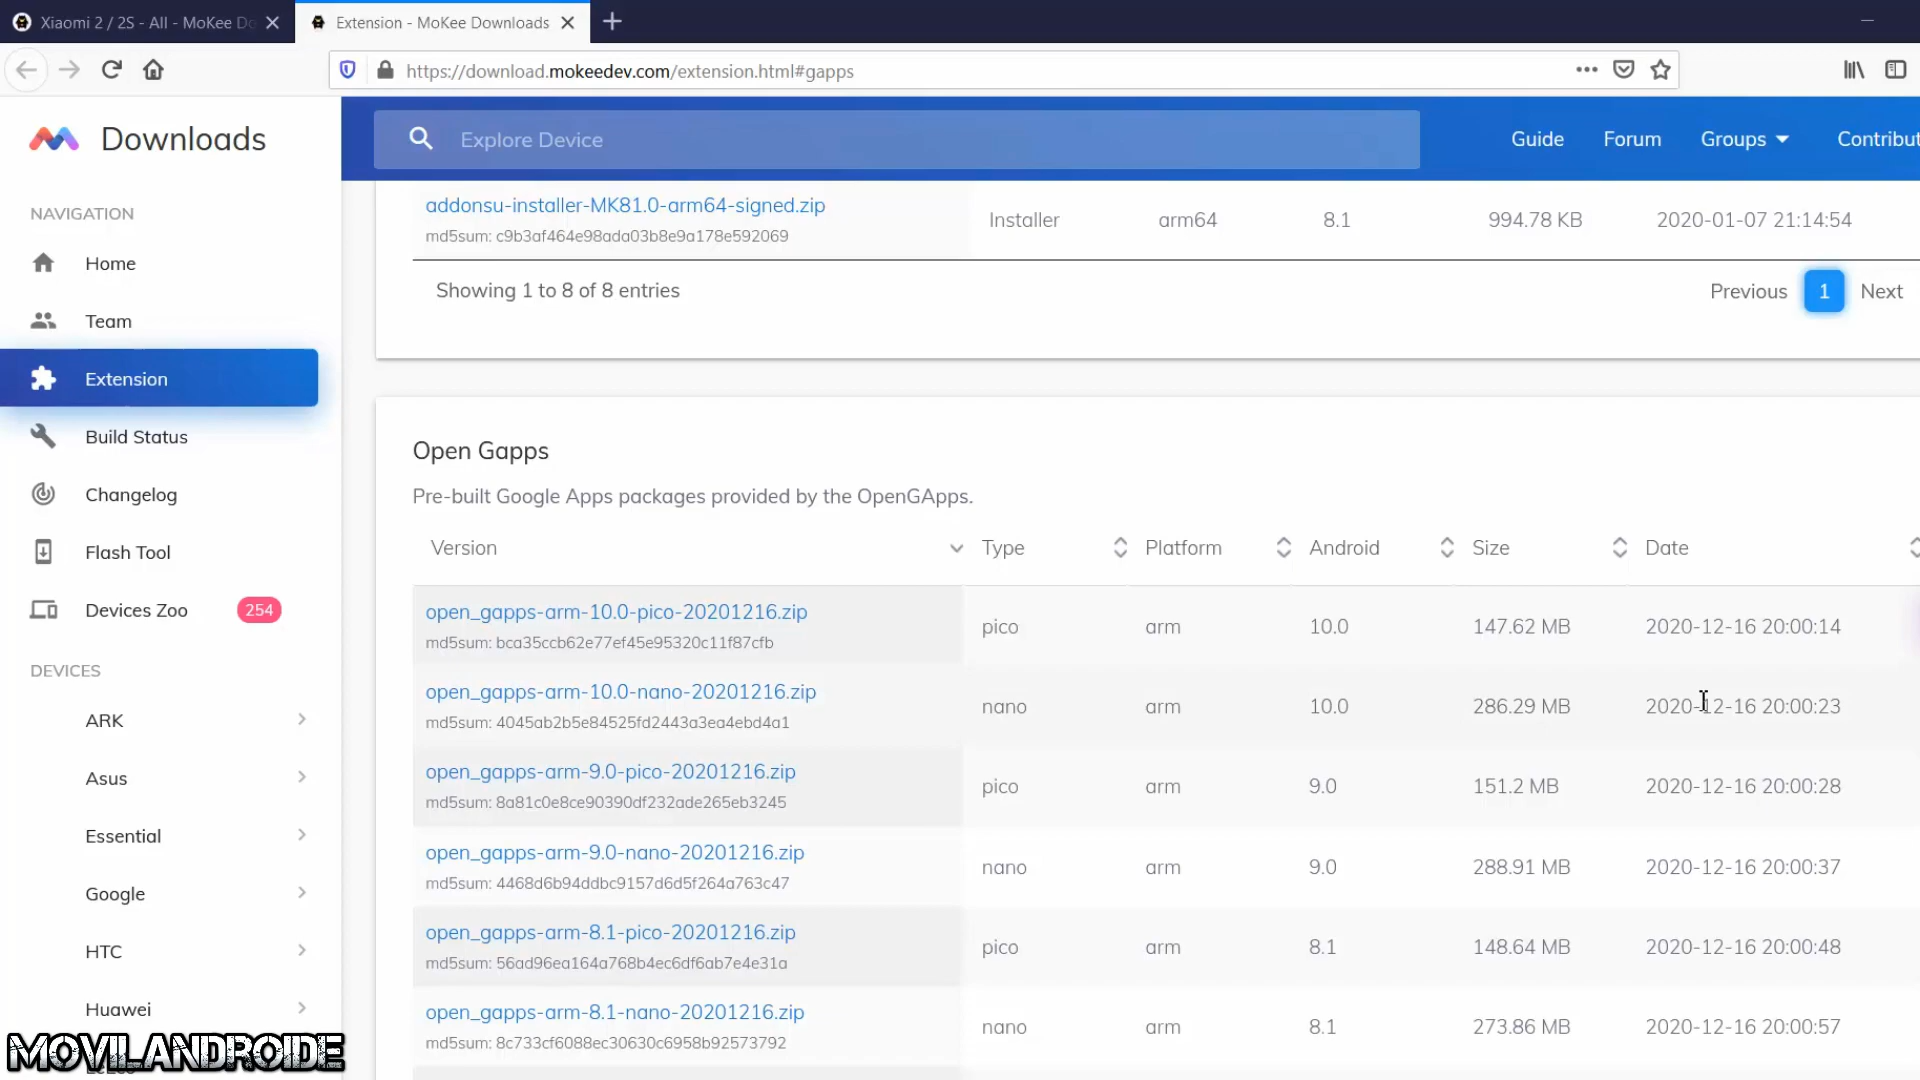 Xiaomi 2 / 2S - All - MoKee Do
Extension - MoKee Downloads
https://download.mokeedev.com/extension.html#gapps
Downloads
Explore Device
Guide
Forum
Groups
Contribut
NAVIGATION
Home
Team
Extension
Build Status
Changelog
Flash Tool
Devices Zoo
254
DEVICES
ARK
Asus
Essential
Google
HTC
Huawei
MOVILANDROIDE
addonsu-installer-MK81.0-arm64-signed.zip
md5sum: c9b3af464e98ada03b8e9a178e592069
Installer
arm64
8.1
994.78 KB
2020-01-07 21:14:54
Showing 1 to 8 of 8 entries
Previous
1
Next
Open Gapps
Pre-built Google Apps packages provided by the OpenGApps.
Version
Type
Platform
Android
Size
Date
open_gapps-arm-10.0-pico-20201216.zip
md5sum: bca35ccb62e77ef45e95320c11f87cfb
pico
arm
10.0
147.62 MB
2020-12-16 20:00:14
open_gapps-arm-10.0-nano-20201216.zip
md5sum: 4045ab2b5e84525fd2443a3ea4ebd4a1
nano
arm
10.0
286.29 MB
2020-12-16 20:00:23
open_gapps-arm-9.0-pico-20201216.zip
md5sum: 8a81c0e8ce90390df232ade265eb3245
pico
arm
9.0
151.2 MB
2020-12-16 20:00:28
open_gapps-arm-9.0-nano-20201216.zip
md5sum: 4468d6b94ddbc9157d6d5f264a763c47
nano
arm
9.0
288.91 MB
2020-12-16 20:00:37
open_gapps-arm-8.1-pico-20201216.zip
md5sum: 56ad96ea164a768b4ec6df6ab7e4e31a
pico
arm
8.1
148.64 MB
2020-12-16 20:00:48
open_gapps-arm-8.1-nano-20201216.zip
md5sum: 8c733cf6088ec30630c6958b92573792
nano
arm
8.1
273.86 MB
2020-12-16 20:00:57